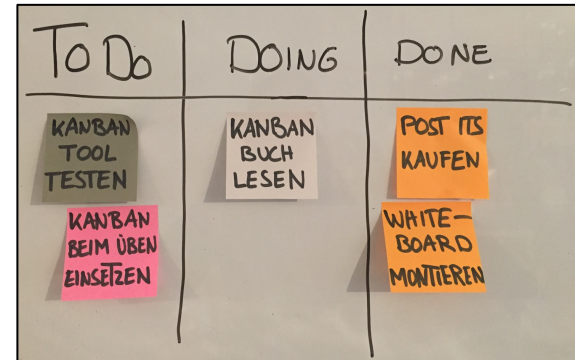 TO DO
DOING
DONE
KANBAN
TOOL
TESTEN
KANBAN
BEIM ÜBEN
EINSETZEN
KANBAN
BUCH
LESEN
POST ITS
KAUFEN
WHITE-
BOARD
MONTIEREN